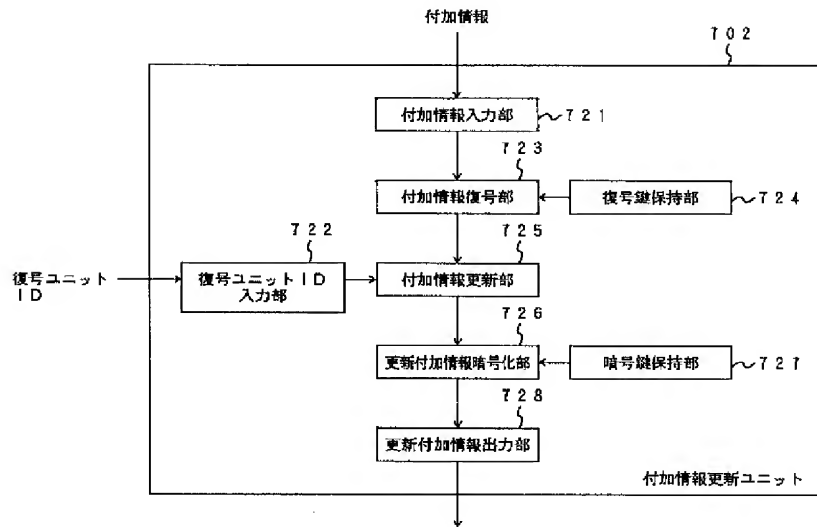 付加情報
702
付加情報入力部
721
723
付加情報復号部
復号鍵保持部
724
722
725
復号ユニット
ID
復号ユニットID
入力部
付加情報更新部
726
更新付加情報暗号化部
暗号鍵保持部
727
728
更新付加情報出力部
付加情報更新ユニット